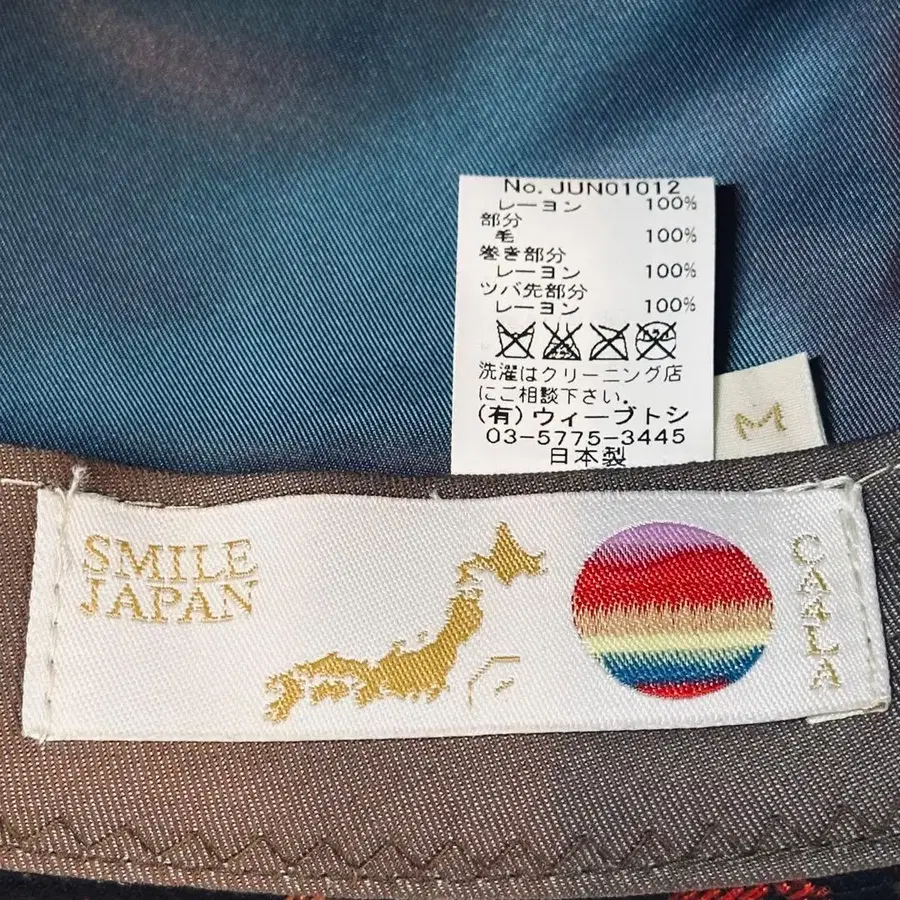 No. JUN01012
レーヨン 100%
部分
毛 100%
巻き部分
レーヨン 100%
ツバ先部分
レーヨン 100%
洗濯はクリーニング店
にご相談下さい.
(有)ウィーブトシ
03-5775-3445
日本製
M
SMILE
JAPAN
CA4LA